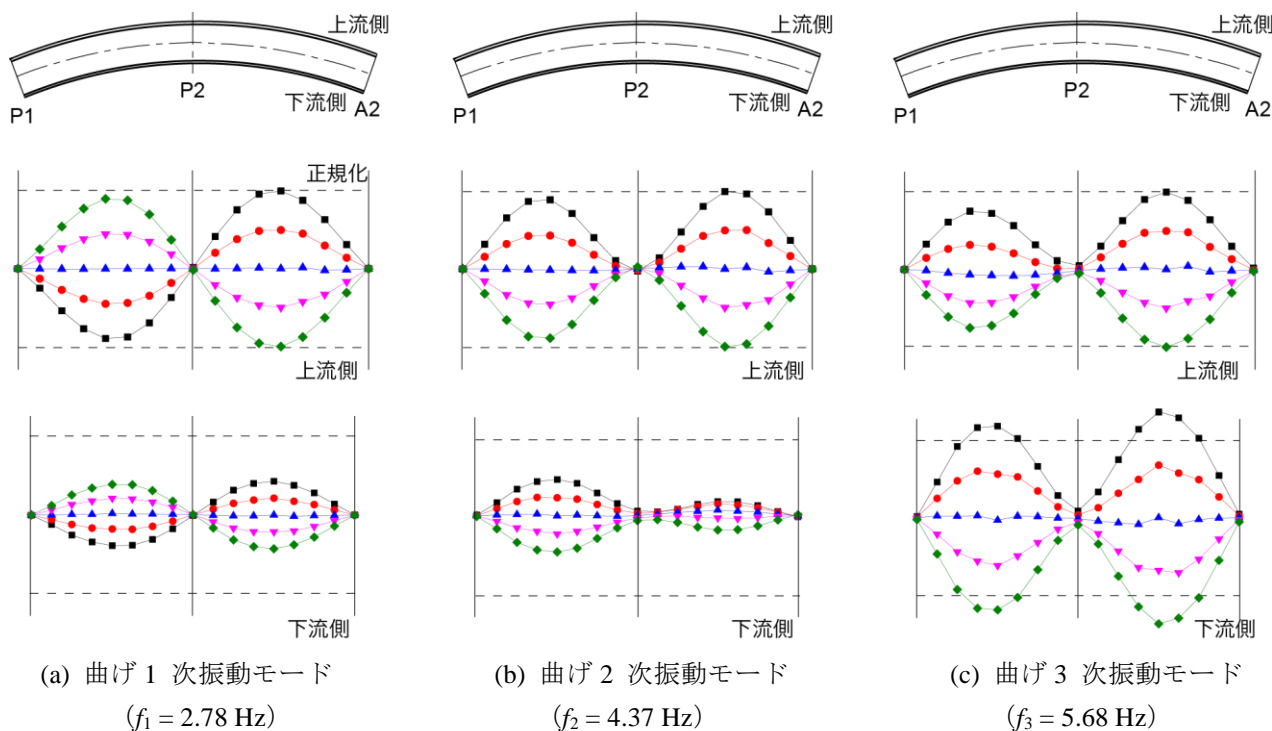 上流側
P2
下流側
P1
A2
上流側
P2
下流側
P1
A2
上流側
P2
下流側
P1
A2
正規化
上流側
上流側
上流側
下流側
下流側
下流側
(a) 曲げ 1 次振動モード
(f1 = 2.78 Hz)
(b) 曲げ 2 次振動モード
(f2 = 4.37 Hz)
(c) 曲げ 3 次振動モード
(f3 = 5.68 Hz)